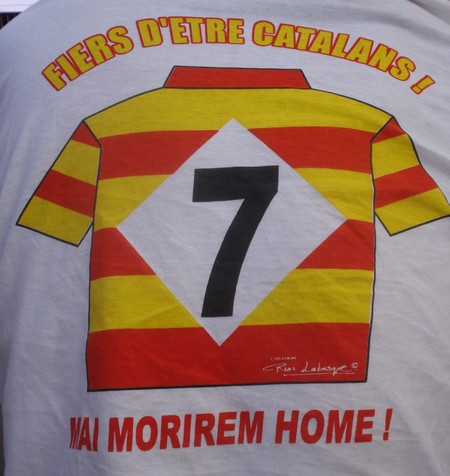 FIERS D'ETRE CATALANS !
7
MAI MORIREM HOME !